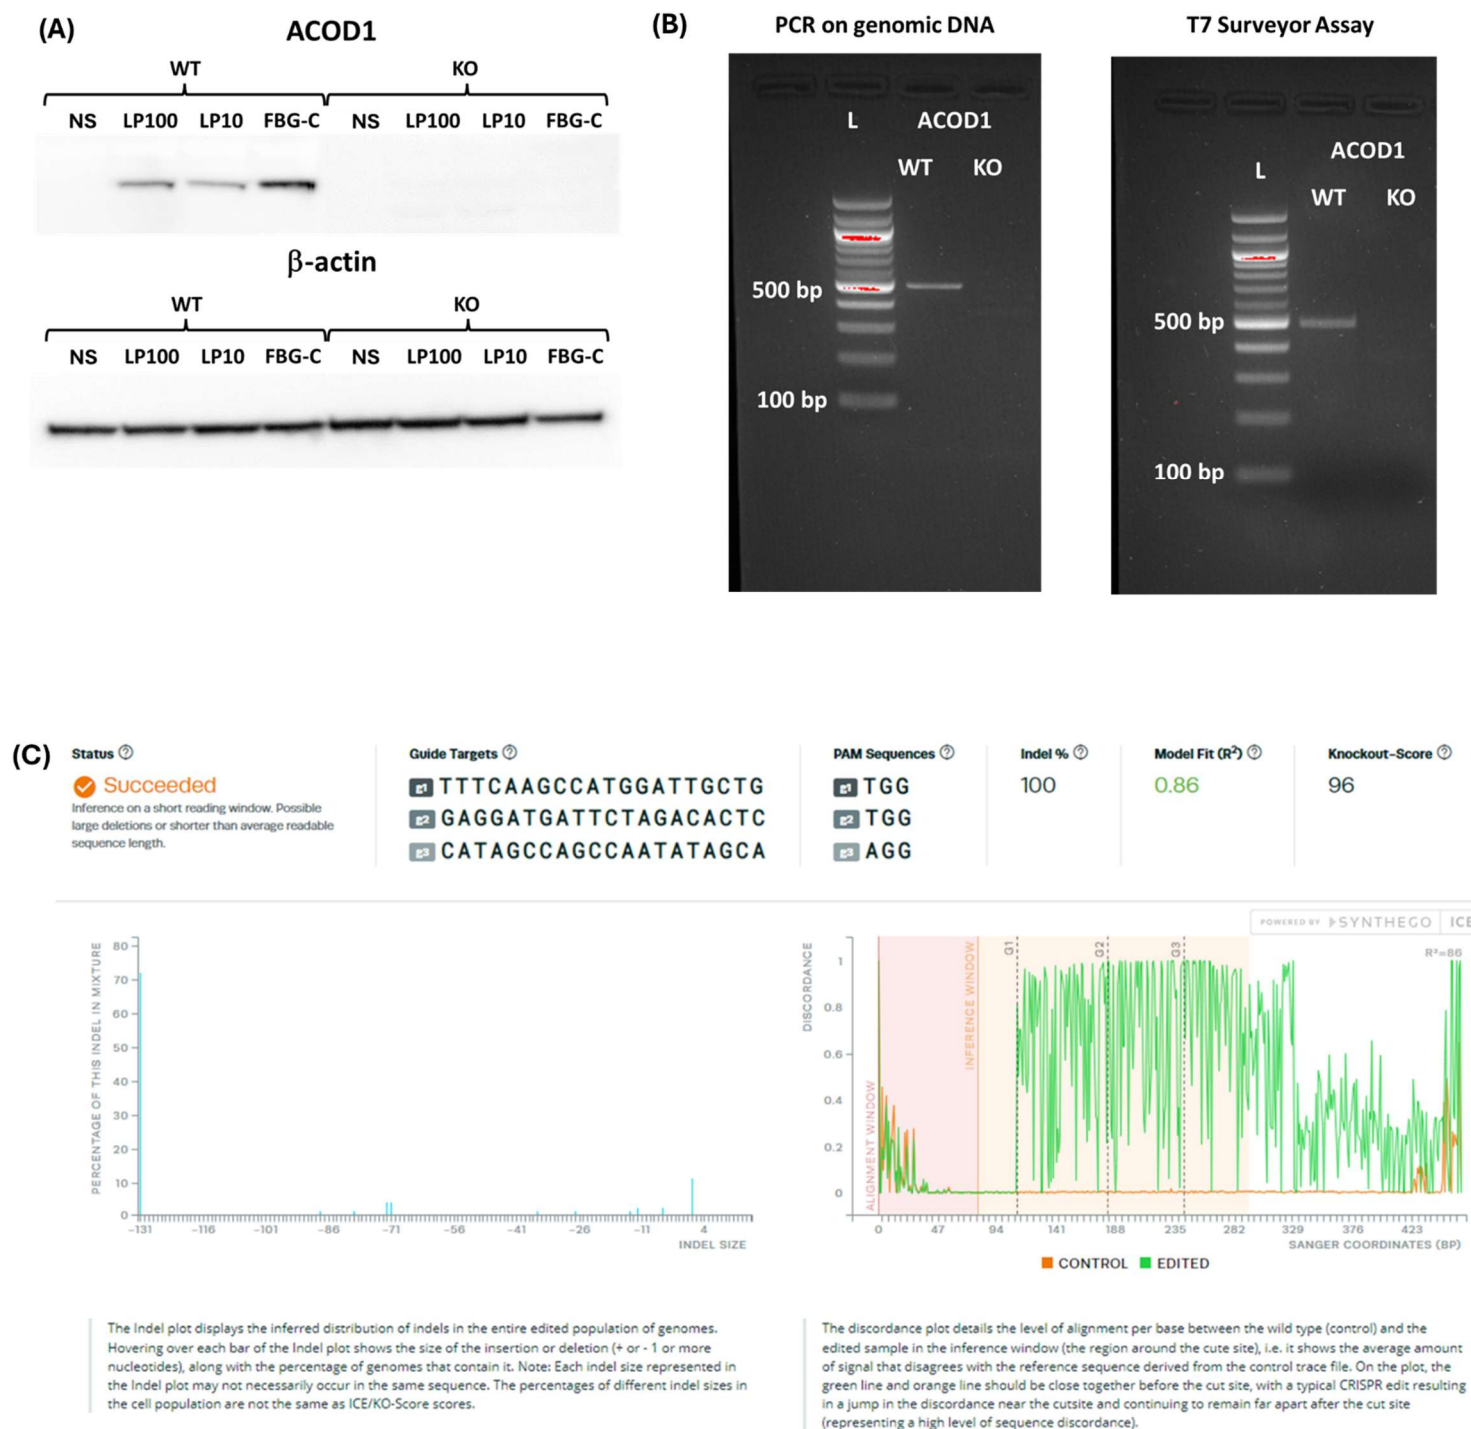 (A)
ACOD1
WT KO
NS LP100 LP10 FBG-C NS LP100 LP10 FBG-C
β-actin
WT KO
NS LP100 LP10 FBG-C NS LP100 LP10 FBG-C
(B)
PCR on genomic DNA
L ACOD1
WT KO
500 bp
100 bp
T7 Surveyor Assay
ACOD1
L
WT KO
500 bp
100 bp
(C)
Status
Succeeded
Inference on a short reading window. Possible
large deletions or shorter than average readable
sequence length.
Guide Targets
g1 TTTCAAGCCATGGATTGCTG
g2 GAGGATGATTCTAGACACTC
g3 CATAGCCAGCCAATATAGCA
PAM Sequences
g1 TGG
g2 TGG
g3 AGG
Indel %
100
Model Fit (R²)
0.86
Knockout-Score
96
POWERED BY SYNTHEGO ICE
PERCENTAGE OF THIS INDEL IN MIXTURE
80
70
60
50
40
30
20
10
0
-131 -116 -101 -86 -71 -56 -41 -26 -11 4
INDEL SIZE
DISCORDANCE
1
0.8
0.6
0.4
0.2
0
ALIGNMENT WINDOW
INFERENCE WINDOW
G1
G2
G3
R²=86
0 47 94 141 188 235 282 329 376 423
SANGER COORDINATES (BP)
CONTROL EDITED
The Indel plot displays the inferred distribution of indels in the entire edited population of genomes.
Hovering over each bar of the Indel plot shows the size of the insertion or deletion (+ or - 1 or more
nucleotides), along with the percentage of genomes that contain it. Note: Each indel size represented in
the Indel plot may not necessarily occur in the same sequence. The percentages of different indel sizes in
the cell population are not the same as ICE/KO-Score scores.
The discordance plot details the level of alignment per base between the wild type (control) and the
edited sample in the inference window (the region around the cute site), i.e. it shows the average amount
of signal that disagrees with the reference sequence derived from the control trace file. On the plot, the
green line and orange line should be close together before the cut site, with a typical CRISPR edit resulting
in a jump in the discordance near the cutsite and continuing to remain far apart after the cut site
(representing a high level of sequence discordance).